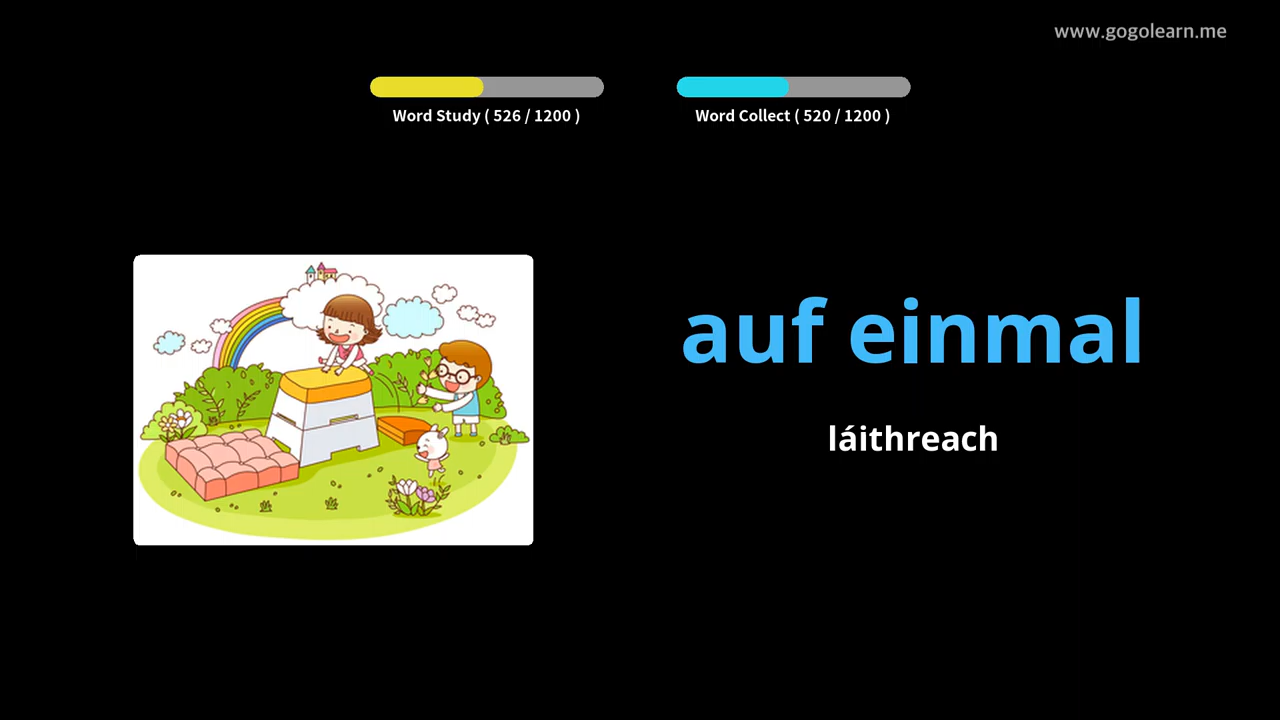 www.gogolearn.me
Word Study ( 526 / 1200 )
Word Collect ( 520 / 1200 )
auf einmal
láithreach